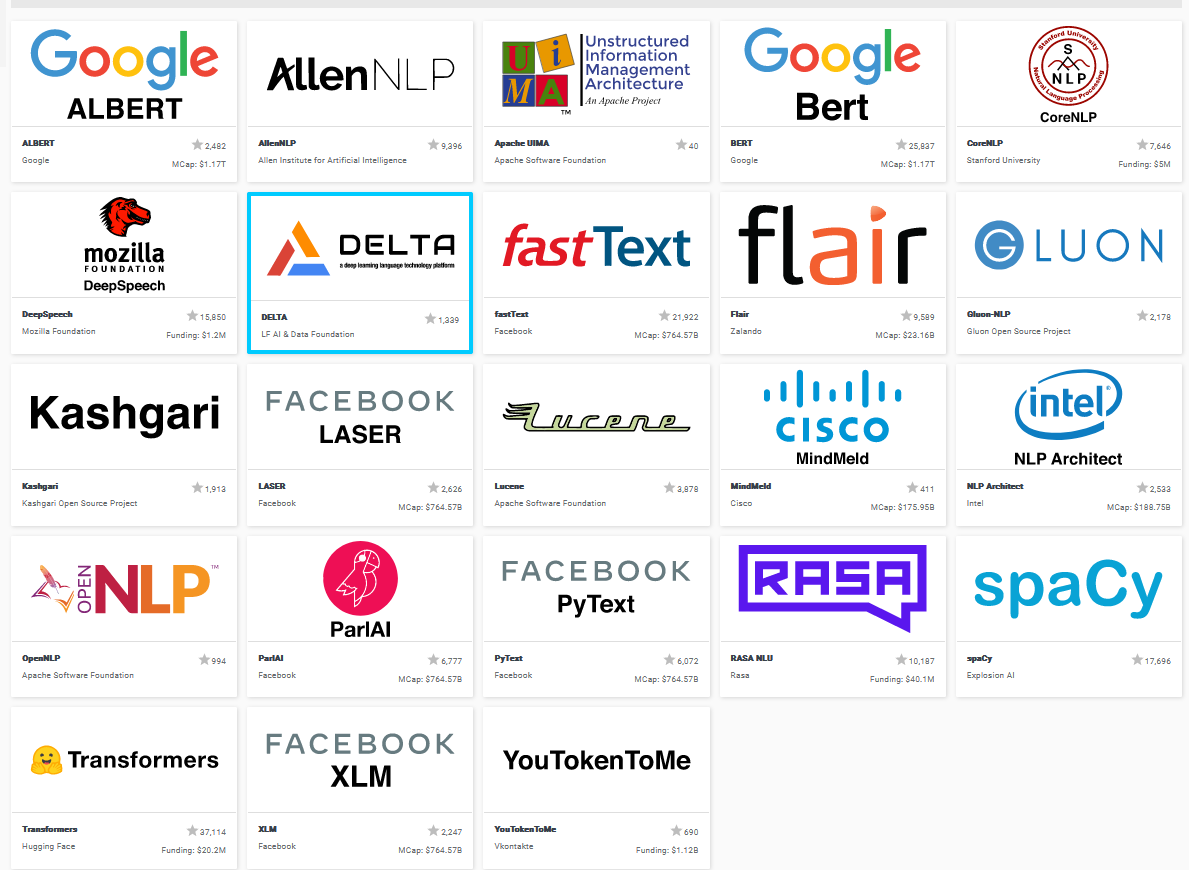 Google
ALBERT
ALBERT
2,482
Google
MCap: $1.17T
AllenNLP
AllenNLP
9,396
Allen Institute for Artificial Intelligence
U i M A
Unstructured
Information
Management
Architecture
An Apache Project
TM
Apache UIMA
40
Apache Software Foundation
Google
Bert
BERT
25,837
Google
MCap: $1.17T
Stanford University
S
NLP
Natural Language Processing
CoreNLP
CoreNLP
7,646
Stanford University
Funding: $5M
mozilla
FOUNDATION
DeepSpeech
DeepSpeech
15,850
Mozilla Foundation
Funding: $1.2M
DELTA
a deep learning language technology platform
DELTA
1,339
LF AI & Data Foundation
fastText
fastText
21,922
Facebook
MCap: $764.57B
flair
Flair
9,589
Zalando
MCap: $23.16B
G GLUON
Gluon-NLP
2,178
Gluon Open Source Project
Kashgari
Kashgari
1,913
Kashgari Open Source Project
FACEBOOK
LASER
LASER
2,626
Facebook
MCap: $764.57B
Lucene
Lucene
3,878
Apache Software Foundation
CISCO
MindMeld
MindMeld
411
Cisco
MCap: $175.95B
intel®
NLP Architect
NLP Architect
2,533
Intel
MCap: $188.75B
OPEN NLP™
OpenNLP
994
Apache Software Foundation
ParlAI
ParlAI
6,777
Facebook
MCap: $764.57B
FACEBOOK
PyText
PyText
6,072
Facebook
MCap: $764.57B
RASA
RASA NLU
10,187
Rasa
Funding: $40.1M
spaCy
spaCy
17,696
Explosion AI
Transformers
Transformers
37,114
Hugging Face
Funding: $20.2M
FACEBOOK
XLM
XLM
2,247
Facebook
MCap: $764.57B
YouTokenToMe
YouTokenToMe
690
Vkontakte
Funding: $1.12B